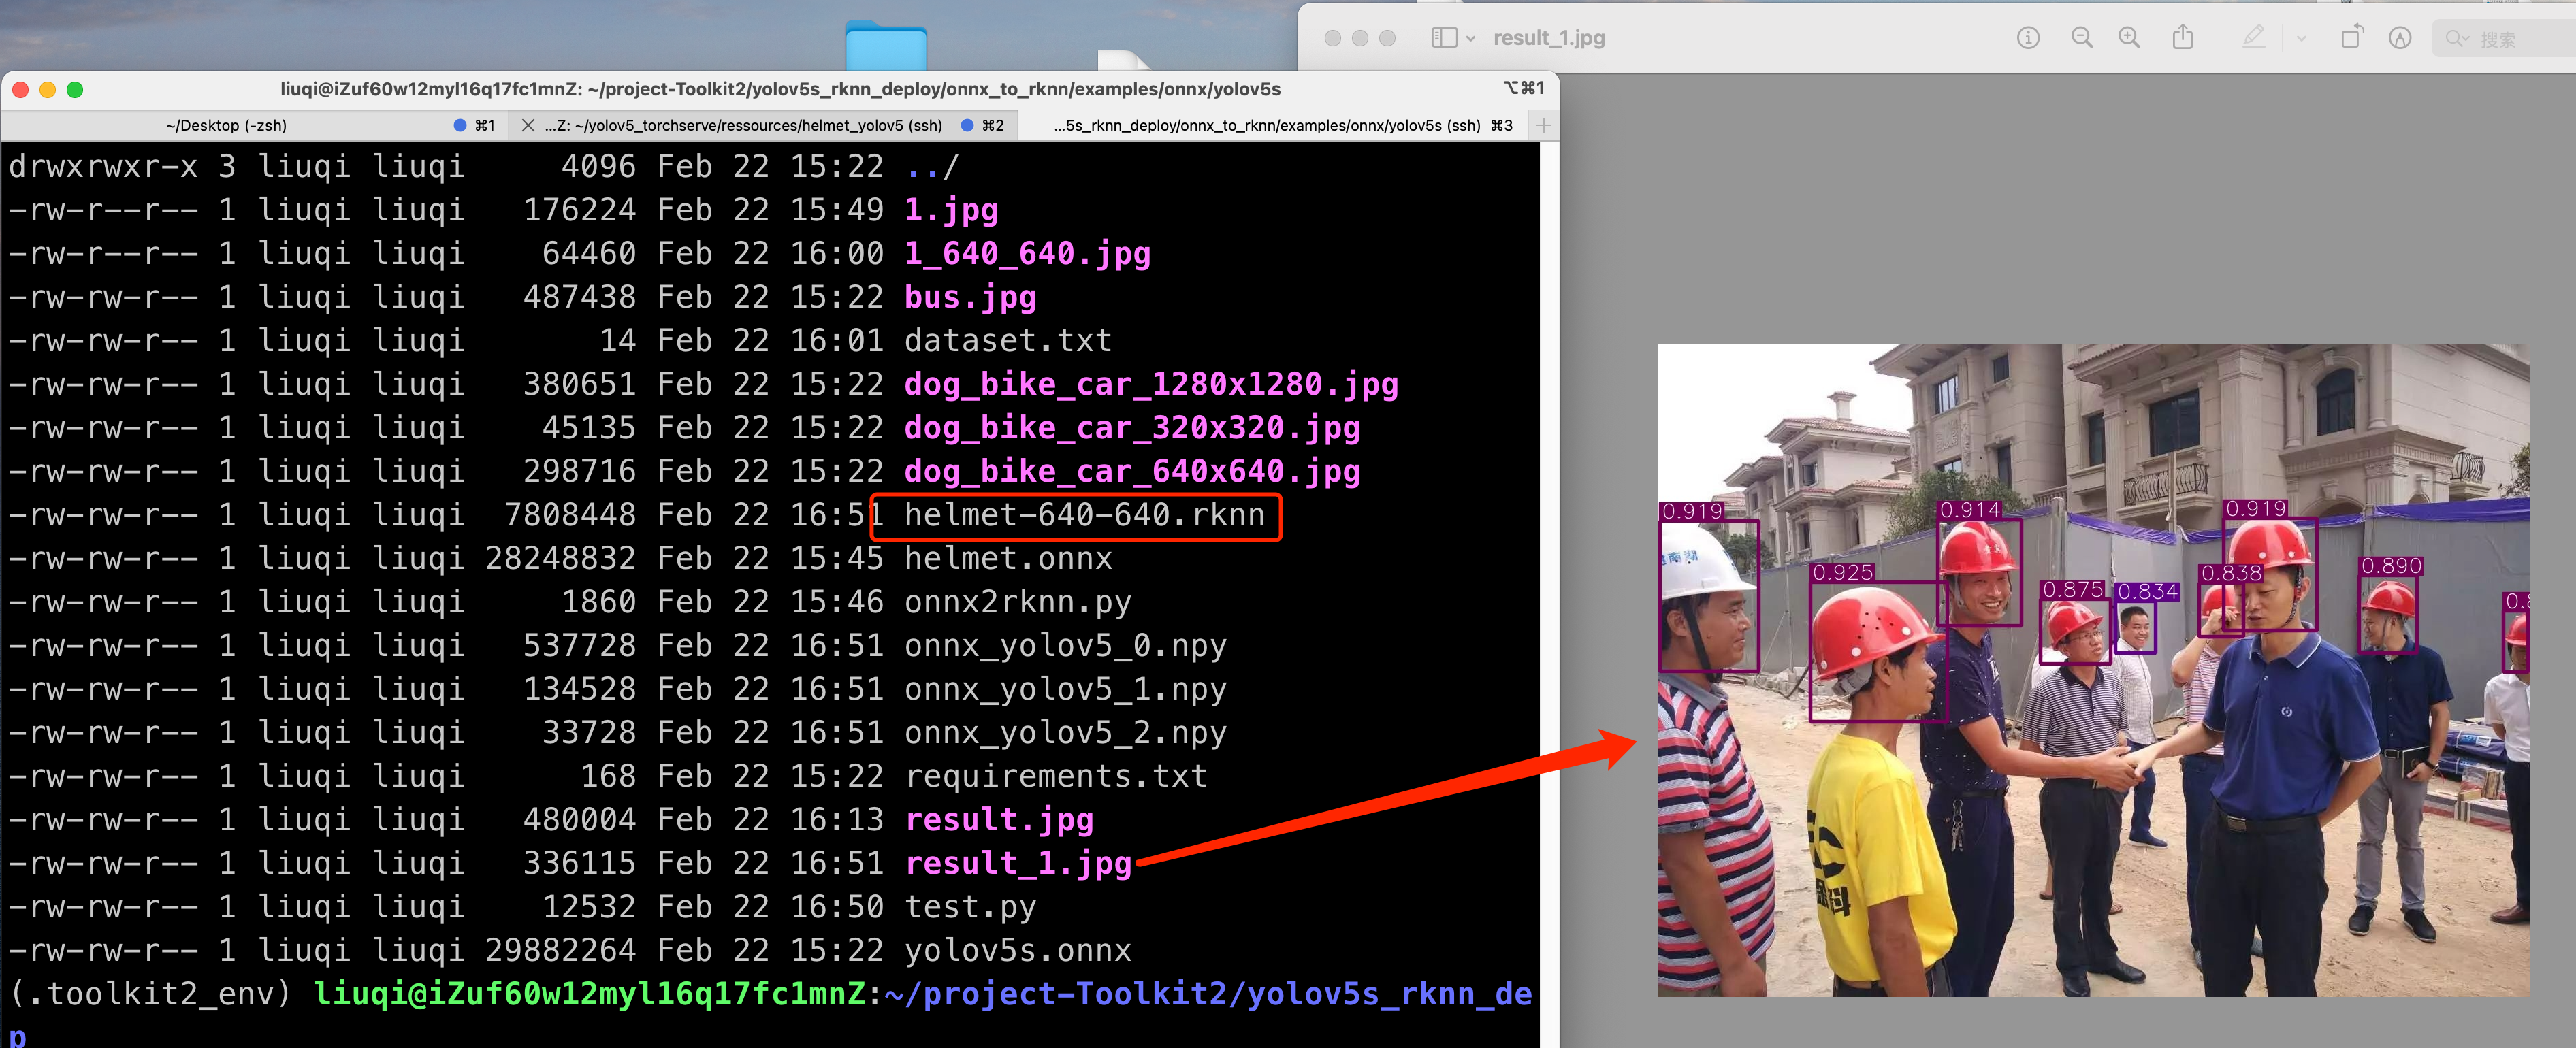 result_1.jpg
搜索
liuqi@iZuf60w12myl16q17fc1mnZ: ~/project-Toolkit2/yolov5s_rknn_deploy/onnx_to_rknn/examples/onnx/yolov5s
⌥⌘1
~/Desktop (-zsh) ⌘1
...Z: ~/yolov5_torchserve/ressources/helmet_yolov5 (ssh) ⌘2
...5s_rknn_deploy/onnx_to_rknn/examples/onnx/yolov5s (ssh) ⌘3
drwxrwxr-x 3 liuqi liuqi 4096 Feb 22 15:22 ../
-rw-r--r-- 1 liuqi liuqi 176224 Feb 22 15:49 1.jpg
-rw-r--r-- 1 liuqi liuqi 64460 Feb 22 16:00 1_640_640.jpg
-rw-rw-r-- 1 liuqi liuqi 487438 Feb 22 15:22 bus.jpg
-rw-rw-r-- 1 liuqi liuqi 14 Feb 22 16:01 dataset.txt
-rw-rw-r-- 1 liuqi liuqi 380651 Feb 22 15:22 dog_bike_car_1280x1280.jpg
-rw-rw-r-- 1 liuqi liuqi 45135 Feb 22 15:22 dog_bike_car_320x320.jpg
-rw-rw-r-- 1 liuqi liuqi 298716 Feb 22 15:22 dog_bike_car_640x640.jpg
-rw-rw-r-- 1 liuqi liuqi 7808448 Feb 22 16:51 helmet-640-640.rknn
-rw-rw-r-- 1 liuqi liuqi 28248832 Feb 22 15:45 helmet.onnx
-rw-rw-r-- 1 liuqi liuqi 1860 Feb 22 15:46 onnx2rknn.py
-rw-rw-r-- 1 liuqi liuqi 537728 Feb 22 16:51 onnx_yolov5_0.npy
-rw-rw-r-- 1 liuqi liuqi 134528 Feb 22 16:51 onnx_yolov5_1.npy
-rw-rw-r-- 1 liuqi liuqi 33728 Feb 22 16:51 onnx_yolov5_2.npy
-rw-rw-r-- 1 liuqi liuqi 168 Feb 22 15:22 requirements.txt
-rw-rw-r-- 1 liuqi liuqi 480004 Feb 22 16:13 result.jpg
-rw-rw-r-- 1 liuqi liuqi 336115 Feb 22 16:51 result_1.jpg
-rw-rw-r-- 1 liuqi liuqi 12532 Feb 22 16:50 test.py
-rw-rw-r-- 1 liuqi liuqi 29882264 Feb 22 15:22 yolov5s.onnx
(.toolkit2_env) liuqi@iZuf60w12myl16q17fc1mnZ:~/project-Toolkit2/yolov5s_rknn_de
p
0.919
0.925
0.914
0.875
0.834
0.838
0.919
0.890